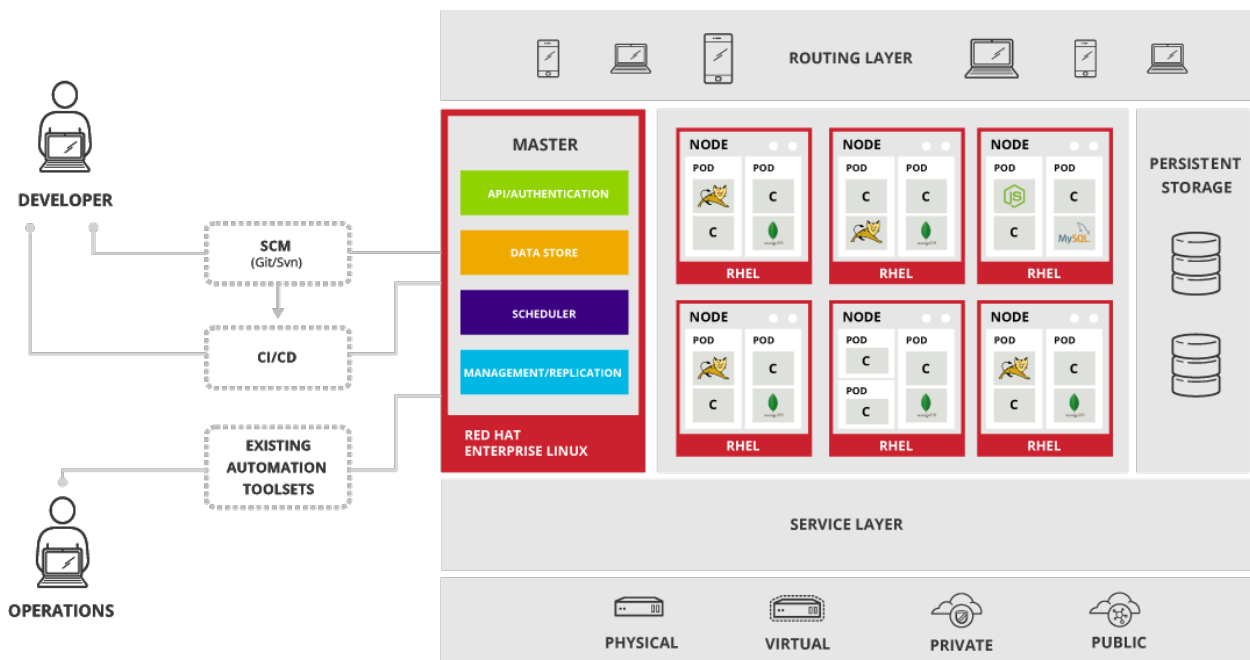 ROUTING LAYER
DEVELOPER
SCM
(Git/Svn)
CI/CD
EXISTING
AUTOMATION
TOOLSETS
OPERATIONS
MASTER
API/AUTHENTICATION
DATA STORE
SCHEDULER
MANAGEMENT/REPLICATION
RED HAT
ENTERPRISE LINUX
NODE
POD POD
C
C
RHEL
NODE
POD POD
C C
RHEL
NODE
POD POD
JS C
C MySQL
RHEL
NODE
POD POD
C
C
RHEL
NODE
POD POD
C C
POD
C
RHEL
NODE
POD POD
C
C
RHEL
PERSISTENT
STORAGE
SERVICE LAYER
PHYSICAL
VIRTUAL
PRIVATE
PUBLIC